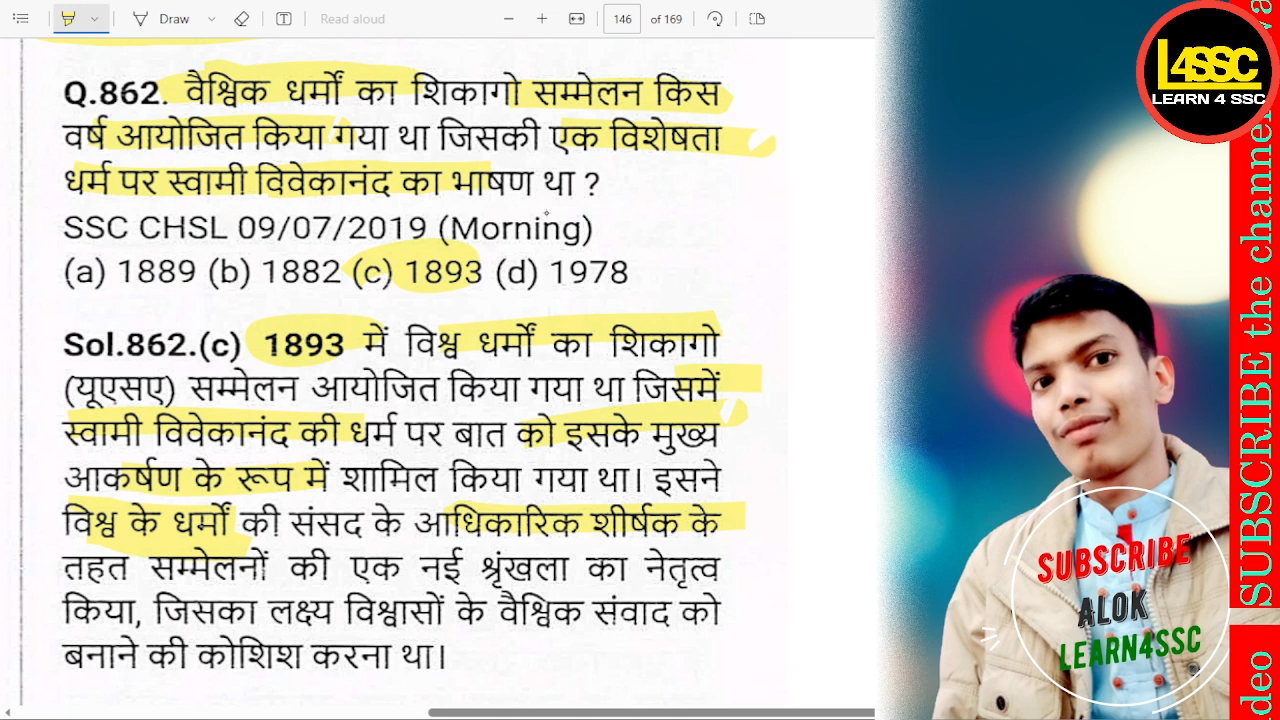 Draw
Read aloud
146
of 169
Q.862. वैश्विक धर्मों का शिकागो सम्मेलन किस
वर्ष आयोजित किया गया था जिसकी एक विशेषता
धर्म पर स्वामी विवेकानंद का भाषण था ?
SSC CHSL 09/07/2019 (Morning)
(a) 1889 (b) 1882 (c) 1893 (d) 1978
Sol.862.(c) 1893 में विश्व धर्मों का शिकागो
(यूएसए) सम्मेलन आयोजित किया गया था जिसमें
स्वामी विवेकानंद की धर्म पर बात को इसके मुख्य
आकर्षण के रूप में शामिल किया गया था। इसने
विश्व के धर्मों की संसद के आधिकारिक शीर्षक के
तहत सम्मेलनों की एक नई श्रृंखला का नेतृत्व
किया, जिसका लक्ष्य विश्वासों के वैश्विक संवाद को
बनाने की कोशिश करना था।
L4SSC
LEARN 4 SSC
SUBSCRIBE
ALOK
LEARN4SSC
SUBSCRIBE the channel
deo